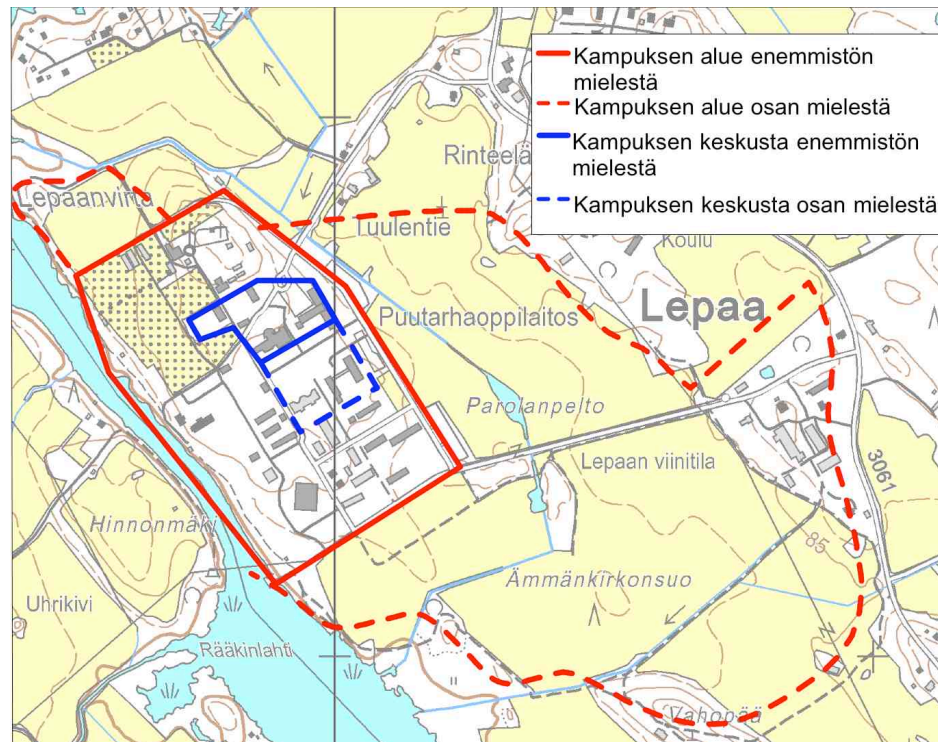 Kampuksen alue enemmistön
mielestä
Kampuksen alue osan mielestä
Kampuksen keskusta enemmistön
mielestä
Kampuksen keskusta osan mielestä
Rinteelä
Lepaanvirta
Tuulentie
Koulu
Lepaa
Puutarhaoppilaitos
Parolanpelto
Lepaan viinitila
3061
Hinnonmäki
85
Ämmänkirkonsuo
Uhrikivi
Rääkinlahti
Vahopää